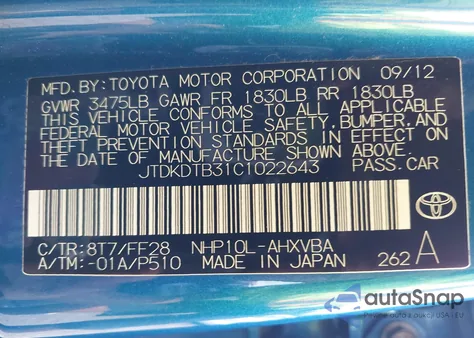 MFD. BY: TOYOTA MOTOR CORPORATION 09/12
GVWR 3475LB GAWR FR 1830LB RR 1830LB
THIS VEHICLE CONFORMS TO ALL APPLICABLE
FEDERAL MOTOR VEHICLE SAFETY, BUMPER, AND
THEFT PREVENTION STANDARDS IN EFFECT ON
THE DATE OF MANUFACTURE SHOWN ABOVE.
JTDKDTB31C1022643 PASS. CAR
TOYOTA
C/TR: 8T7/FF28 NHP10L-AHXVBA
A/TM: -01A/P510 MADE IN JAPAN 262 A
autoSnap